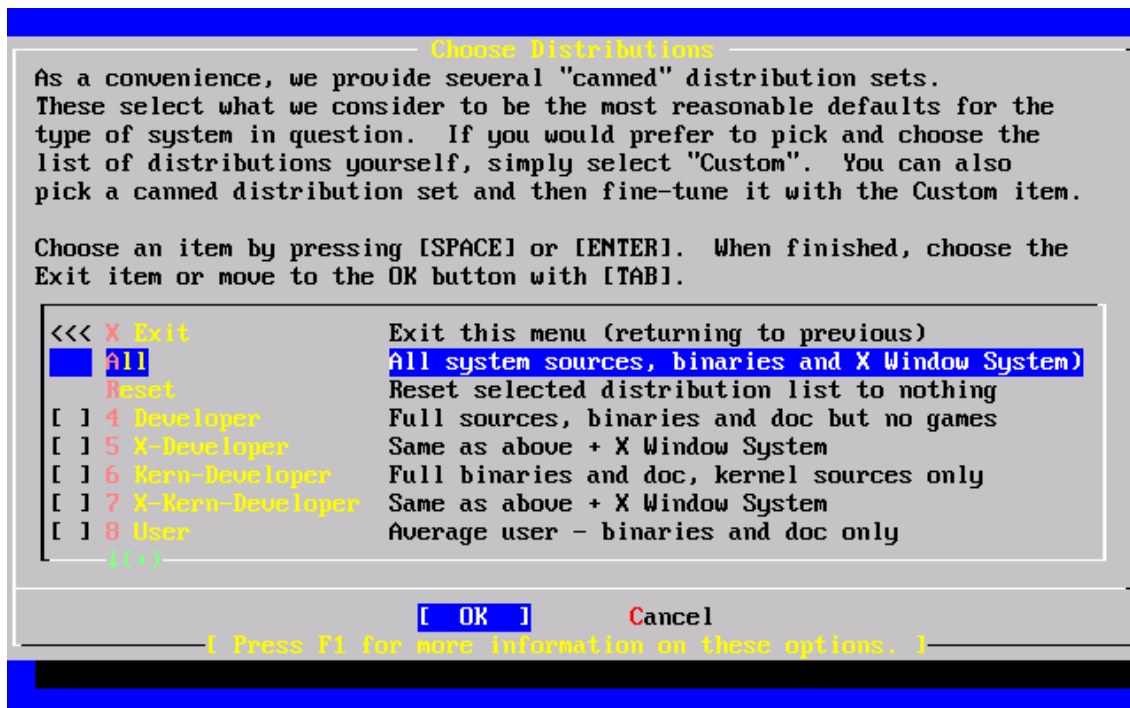 Choose Distributions
As a convenience, we provide several "canned" distribution sets.
These select what we consider to be the most reasonable defaults for the
type of system in question.  If you would prefer to pick and choose the
list of distributions yourself, simply select "Custom".  You can also
pick a canned distribution set and then fine-tune it with the Custom item.
Choose an item by pressing [SPACE] or [ENTER].  When finished, choose the
Exit item or move to the OK button with [TAB].
<<< X Exit Exit this menu (returning to previous)
All All system sources, binaries and X Window System)
Reset Reset selected distribution list to nothing
[ ] 4 Developer Full sources, binaries and doc but no games
[ ] 5 X-Developer Same as above + X Window System
[ ] 6 Kern-Developer Full binaries and doc, kernel sources only
[ ] 7 X-Kern-Developer Same as above + X Window System
[ ] 8 User Average user - binaries and doc only
↓(+)
[ OK ] Cancel
[ Press F1 for more information on these options. ]